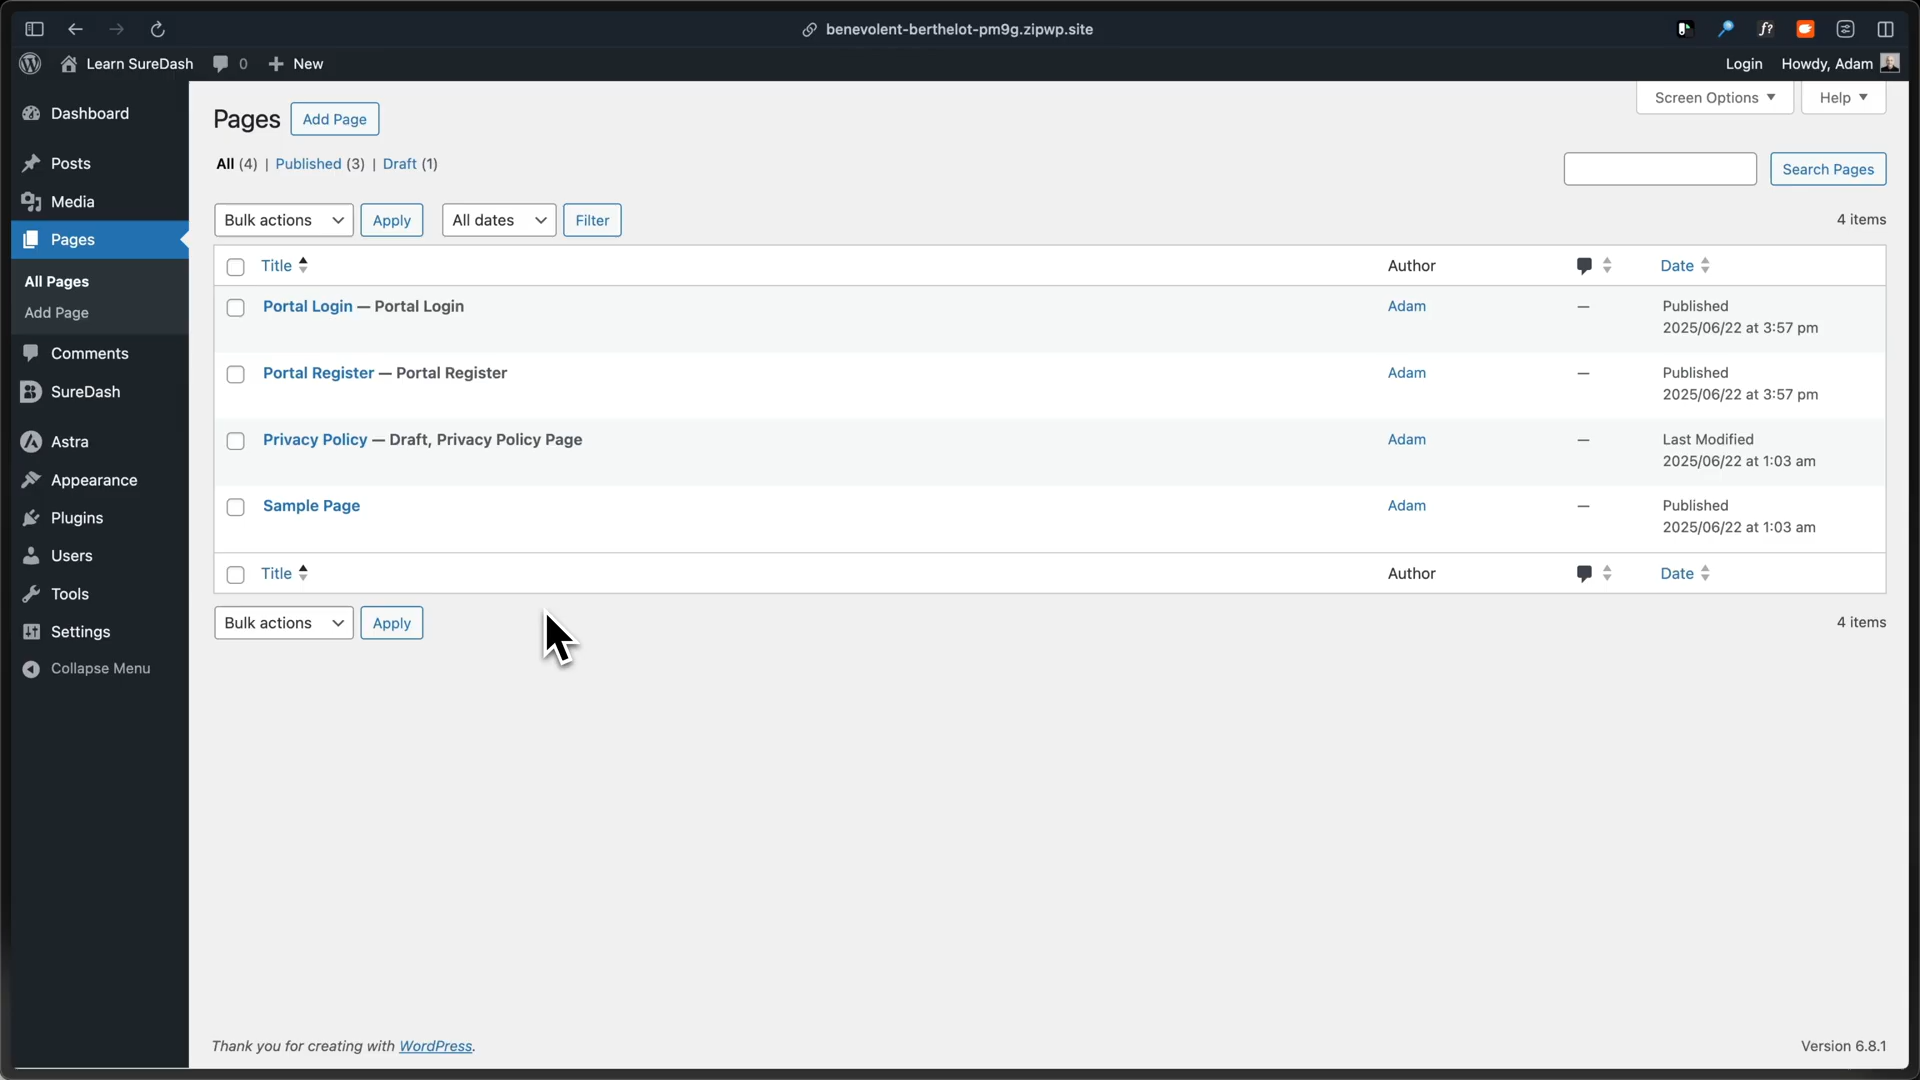 benevolent-berthelot-pm9g.zipwp.site
Learn SureDash 0 New Login Howdy, Adam
Dashboard
Posts
Media
Pages
All Pages
Add Page
Comments
SureDash
Astra
Appearance
Plugins
Users
Tools
Settings
Collapse Menu
Screen Options Help
Pages Add Page
All (4) | Published (3) | Draft (1)
Search Pages
Bulk actions Apply All dates Filter 4 items
Title Author Date
Portal Login — Portal Login Adam — Published
2025/06/22 at 3:57 pm
Portal Register — Portal Register Adam — Published
2025/06/22 at 3:57 pm
Privacy Policy — Draft, Privacy Policy Page Adam — Last Modified
2025/06/22 at 1:03 am
Sample Page Adam — Published
2025/06/22 at 1:03 am
Title Author Date
Bulk actions Apply 4 items
Thank you for creating with WordPress. Version 6.8.1